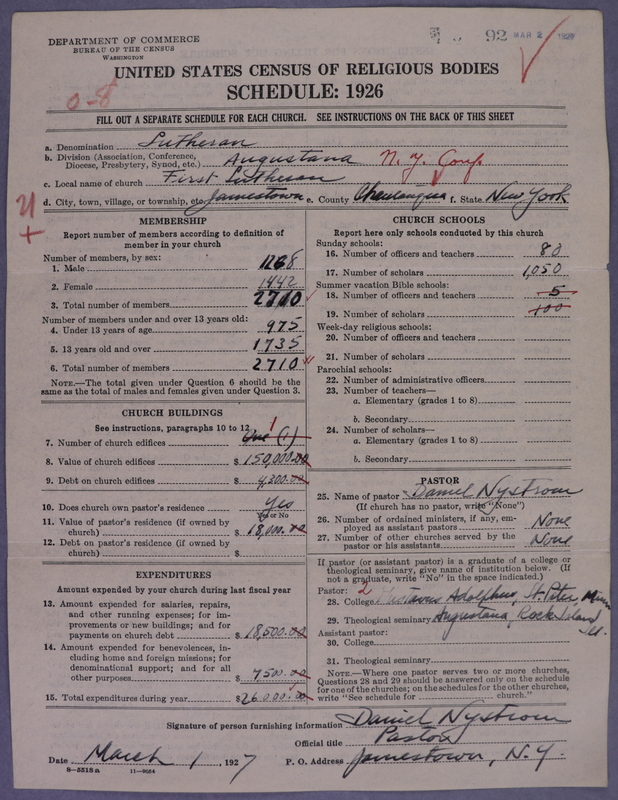 DEPARTMENT OF COMMERCE
BUREAU OF THE CENSUS
WASHINGTON
92 MAR 2
UNITED STATES CENSUS OF RELIGIOUS BODIES
SCHEDULE: 1926
0-8
FILL OUT A SEPARATE SCHEDULE FOR EACH CHURCH. SEE INSTRUCTIONS ON THE BACK OF THIS SHEET
a. Denomination Lutheran
b. Division (Association, Conference, Diocese, Presbytery, Synod, etc.) Augustana N.Y. Conf
c. Local name of church First Lutheran
d. City, town, village, or township, etc. Jamestown e. County Chautauqua f. State New York
MEMBERSHIP
Report number of members according to definition of
member in your church
Number of members, by sex:
1. Male 1268
2. Female 1442
3. Total number of members 2710
Number of members under and over 13 years old:
4. Under 13 years of age 975
5. 13 years old and over 1735
6. Total number of members 2710
NOTE.—The total given under Question 6 should be the
same as the total of males and females given under Question 3.
CHURCH BUILDINGS
See instructions, paragraphs 10 to 12
7. Number of church edifices One (1) 1
8. Value of church edifices $150,000.00
9. Debt on church edifices $4,300.00
10. Does church own pastor's residence Yes
Yes or No
11. Value of pastor's residence (if owned by
church) $18,000.00
12. Debt on pastor's residence (if owned by
church) $
EXPENDITURES
Amount expended by your church during last fiscal year
13. Amount expended for salaries, repairs,
and other running expenses; for im-
provements or new buildings; and for
payments on church debt $18,500.00
14. Amount expended for benevolences, in-
cluding home and foreign missions; for
denominational support; and for all
other purposes $7500.00
15. Total expenditures during year $26,000.00
CHURCH SCHOOLS
Report here only schools conducted by this church
Sunday schools:
16. Number of officers and teachers 80
17. Number of scholars 1,050
Summer vacation Bible schools:
18. Number of officers and teachers 5
19. Number of scholars 100
Week-day religious schools:
20. Number of officers and teachers
21. Number of scholars
Parochial schools:
22. Number of administrative officers
23. Number of teachers—
a. Elementary (grades 1 to 8)
b. Secondary
24. Number of scholars—
a. Elementary (grades 1 to 8)
b. Secondary
PASTOR
25. Name of pastor Daniel Nystrom
(If church has no pastor, write "None")
26. Number of ordained ministers, if any, em-
ployed as assistant pastors None
27. Number of other churches served by the
pastor or his assistants None
If pastor (or assistant pastor) is a graduate of a college or
theological seminary, give name of institution below. (If
not a graduate, write "No" in the space indicated.)
Pastor: 2
28. College Gustavus Adolphus, St. Peter Minn
29. Theological seminary Augustana, Rock Island Ill.
Assistant pastor:
30. College
31. Theological seminary
NOTE.—Where one pastor serves two or more churches,
Questions 28 and 29 should be answered only on the schedule
for one of the churches; on the schedules for the other churches,
write "See schedule for church."
Signature of person furnishing information Daniel Nystrom
Official title Pastor
Date March 1, 1927 P. O. Address Jamestown, N.Y.
8-5518a 11-9054